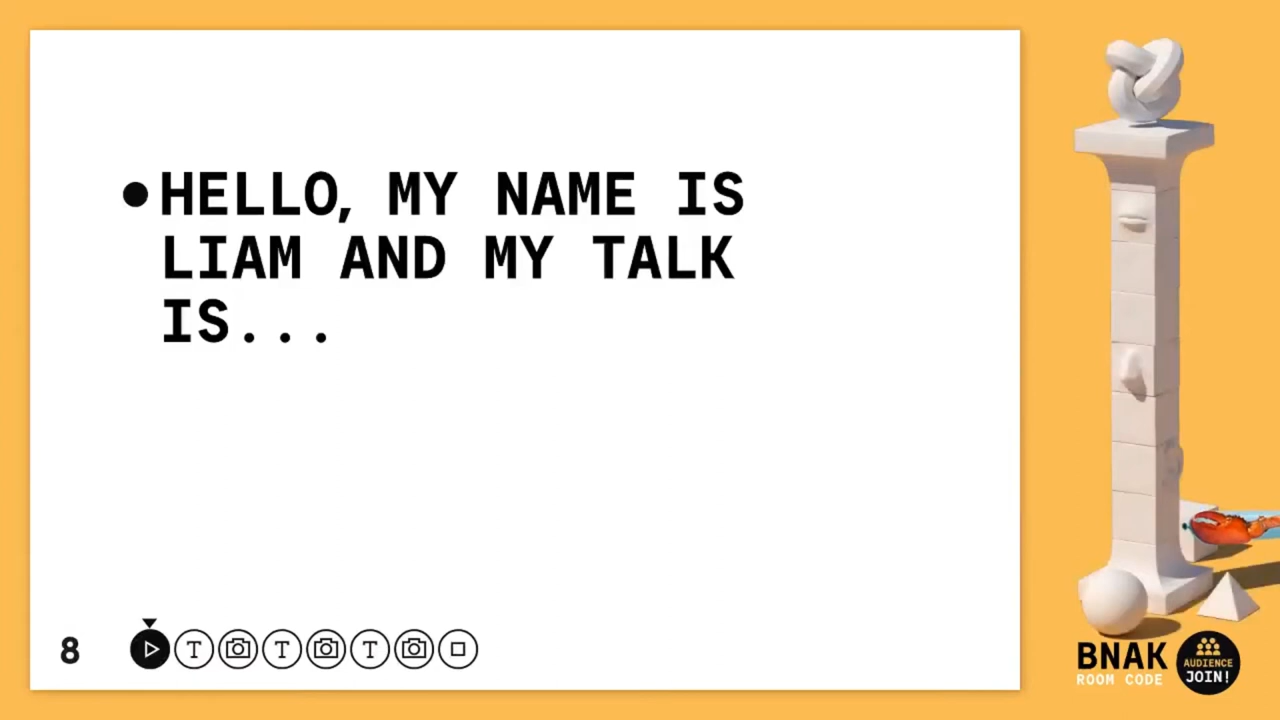 •HELLO, MY NAME IS
LIAM AND MY TALK
IS...
8
T
T
T
BNAK
ROOM CODE
AUDIENCE
JOIN!